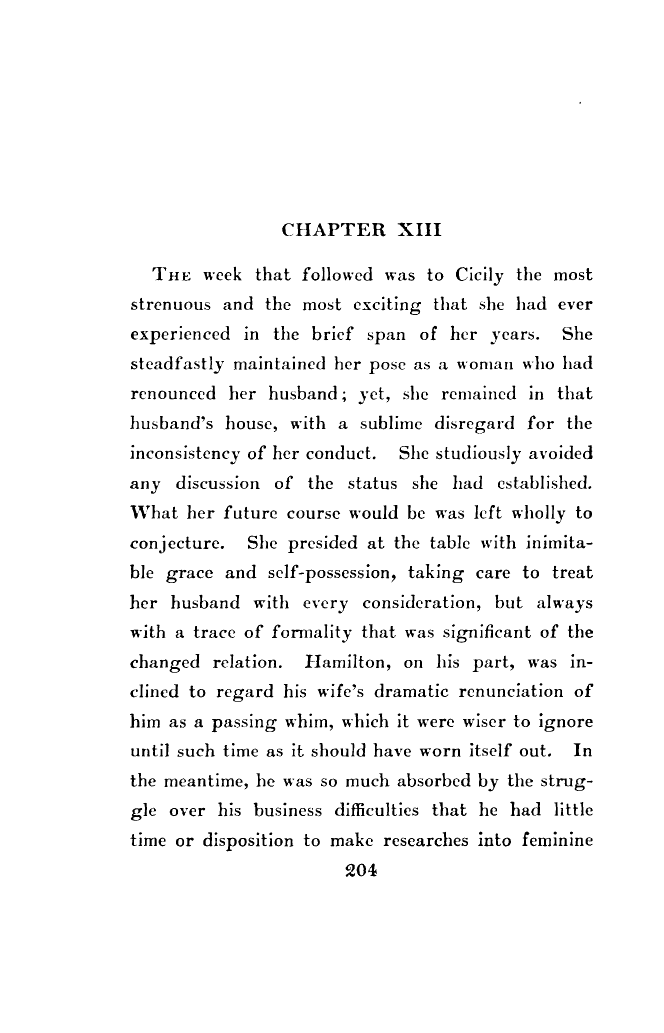 CHAPTER XIII
THE week that followed was to Cicily the most
strenuous and the most exciting that she had ever
experienced in the brief span of her years. She
steadfastly maintained her pose as a woman who had
renounced her husband; yet, she remained in that
husband's house, with a sublime disregard for the
inconsistency of her conduct. She studiously avoided
any discussion of the status she had established.
What her future course would be was left wholly to
conjecture. She presided at the table with inimita-
ble grace and self-possession, taking care to treat
her husband with every consideration, but always
with a trace of formality that was significant of the
changed relation. Hamilton, on his part, was in-
clined to regard his wife's dramatic renunciation of
him as a passing whim, which it were wiser to ignore
until such time as it should have worn itself out. In
the meantime, he was so much absorbed by the strug-
gle over his business difficulties that he had little
time or disposition to make researches into feminine
204